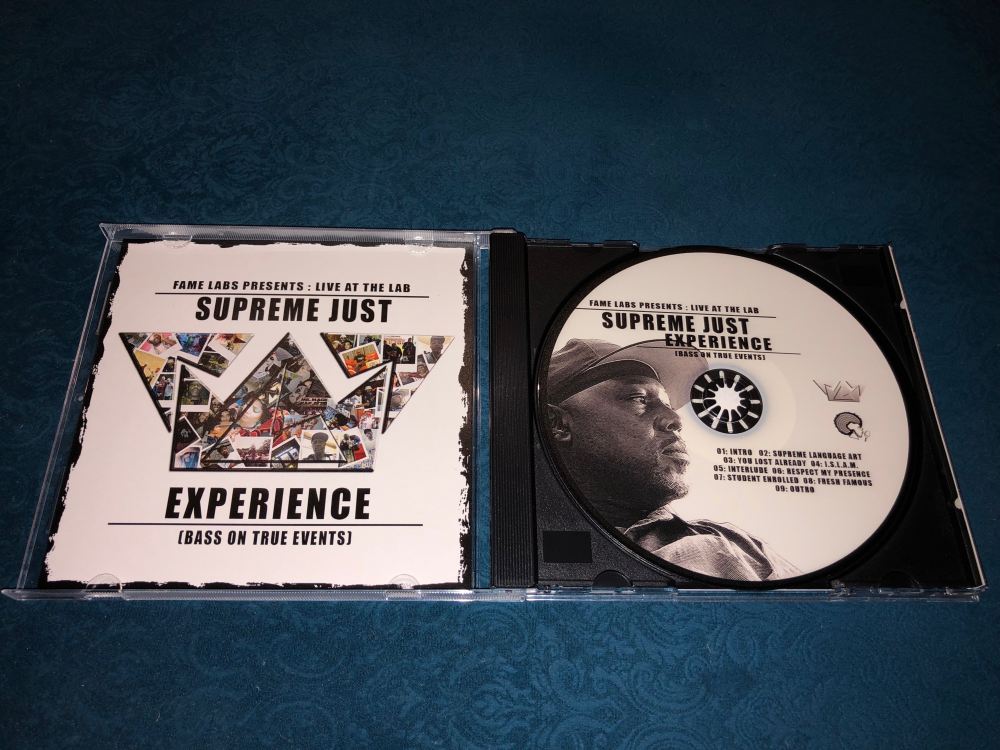 FAME LABS PRESENTS : LIVE AT THE LAB
SUPREME JUST
EXPERIENCE
(BASS ON TRUE EVENTS)
FAME LABS PRESENTS : LIVE AT THE LAB
SUPREME JUST
EXPERIENCE
(BASS ON TRUE EVENTS)
01: INTRO 02: SUPREME LANGUAGE ART
03: YOU LOST ALREADY 04: I.S.L.A.M.
05: INTERLUDE 06: RESPECT MY PRESENCE
07: STUDENT ENROLLED 08: FRESH FAMOUS
09: OUTRO